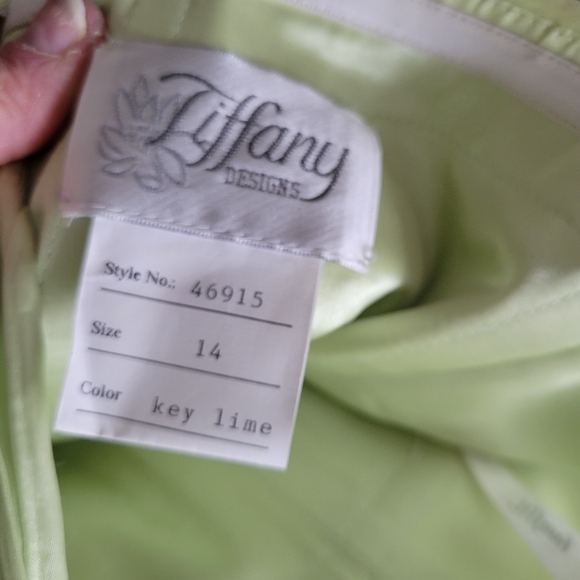 Tiffany
DESIGNS
Style No.: 46915
Size 14
Color key lime